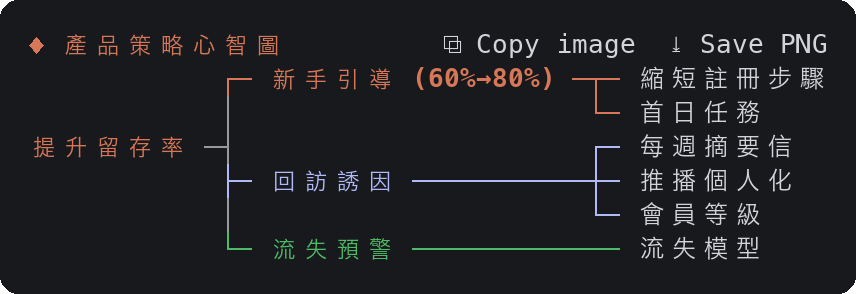 ◆ 產品策略心智圖 Copy image ⤓ Save PNG
新手引導 (60%→80%) 縮短註冊步驟
首日任務
提升留存率 每週摘要信
回訪誘因 推播個人化
會員等級
流失預警 流失模型